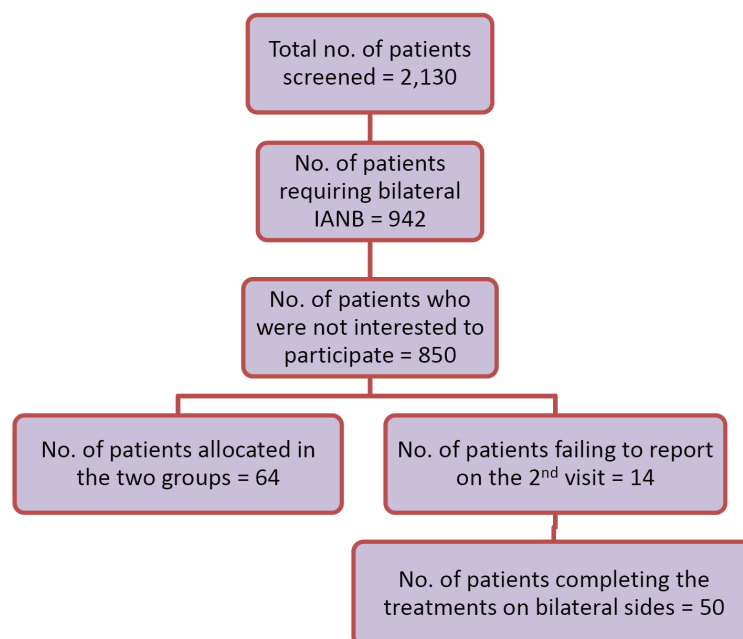 Total no. of patients
screened = 2,130
No. of patients
requiring bilateral
IANB = 942
No. of patients who
were not interested to
participate = 850
No. of patients allocated in
the two groups = 64
No. of patients failing to report
on the 2nd visit = 14
No. of patients completing the
treatments on bilateral sides = 50